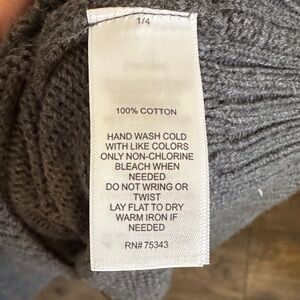 1/4
100% COTTON
HAND WASH COLD
WITH LIKE COLORS
ONLY NON-CHLORINE
BLEACH WHEN
NEEDED
DO NOT WRING OR
TWIST
LAY FLAT TO DRY
WARM IRON IF
NEEDED
RN# 75343